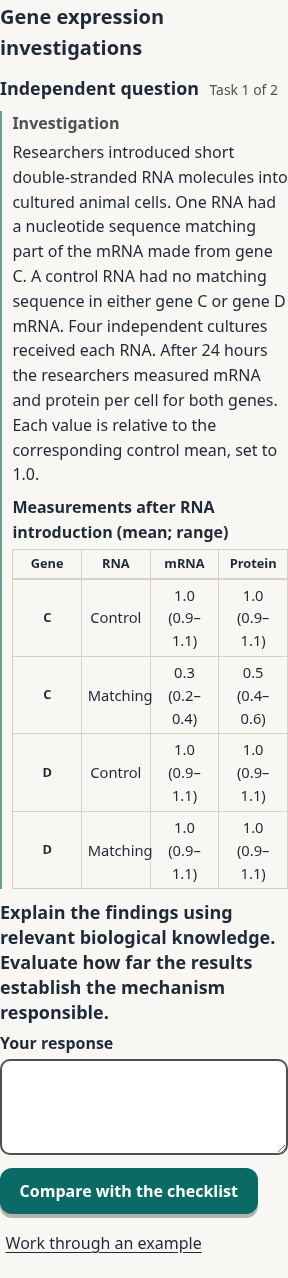 Gene expression
investigations
Independent question Task 1 of 2
Investigation
Researchers introduced short
double-stranded RNA molecules into
cultured animal cells. One RNA had
a nucleotide sequence matching
part of the mRNA made from gene
C. A control RNA had no matching
sequence in either gene C or gene D
mRNA. Four independent cultures
received each RNA. After 24 hours
the researchers measured mRNA
and protein per cell for both genes.
Each value is relative to the
corresponding control mean, set to
1.0.
Measurements after RNA
introduction (mean; range)
Gene RNA mRNA Protein
C Control 1.0 (0.9–1.1) 1.0 (0.9–1.1)
C Matching 0.3 (0.2–0.4) 0.5 (0.4–0.6)
D Control 1.0 (0.9–1.1) 1.0 (0.9–1.1)
D Matching 1.0 (0.9–1.1) 1.0 (0.9–1.1)
Explain the findings using
relevant biological knowledge.
Evaluate how far the results
establish the mechanism
responsible.
Your response
Compare with the checklist
Work through an example